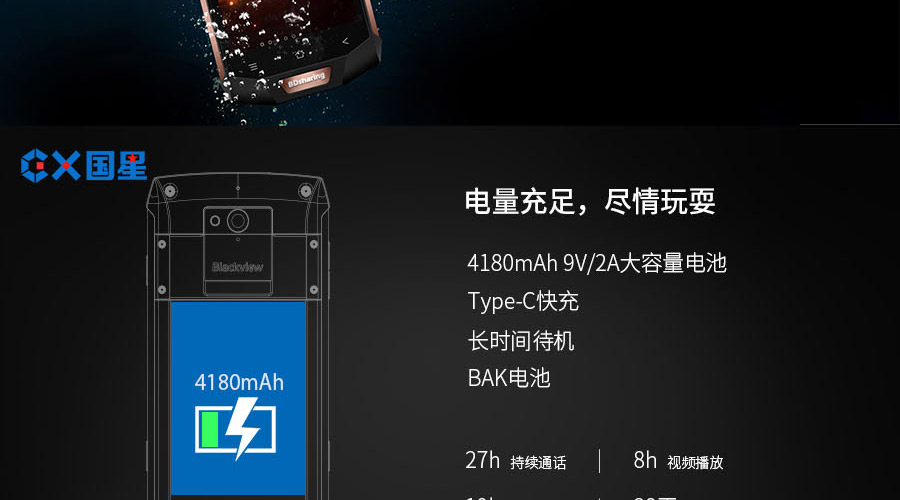 BDsharing
CX国星
电量充足，尽情玩耍
Blackview
4180mAh 9V/2A大容量电池
Type-C快充
长时间待机
BAK电池
4180mAh
27h 持续通话
8h 视频播放